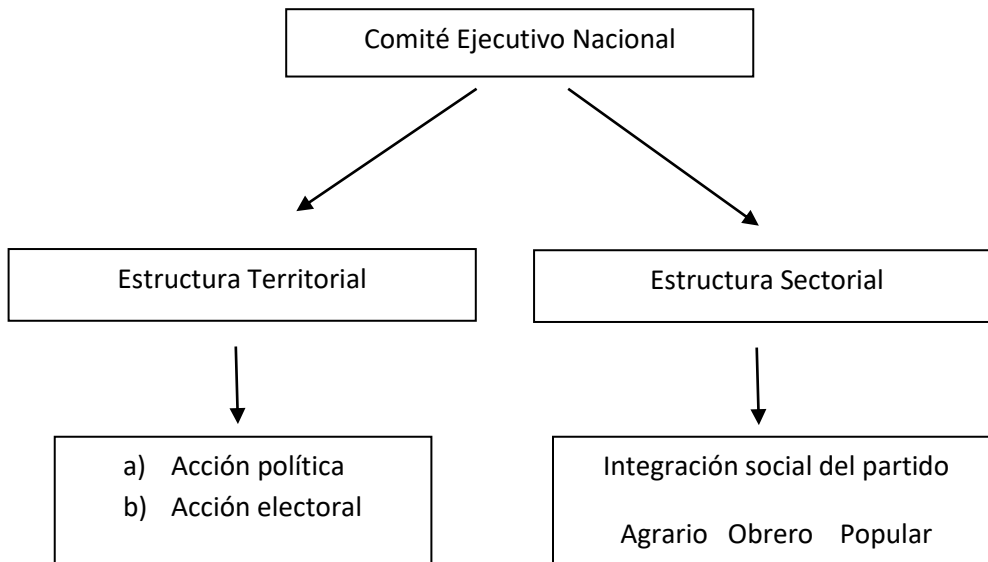 Comité Ejecutivo Nacional
Estructura Territorial
Estructura Sectorial
a) Acción política
b) Acción electoral
Integración social del partido
Agrario Obrero Popular